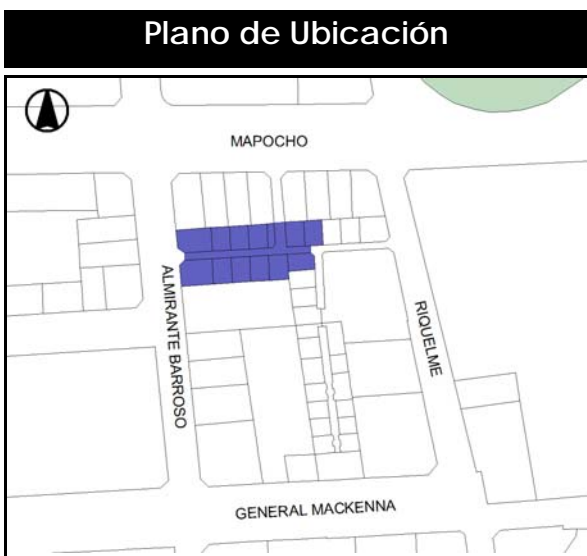 Plano de Ubicación
MAPOCHO
ALMIRANTE BARROSO
RIQUELME
GENERAL MACKENNA